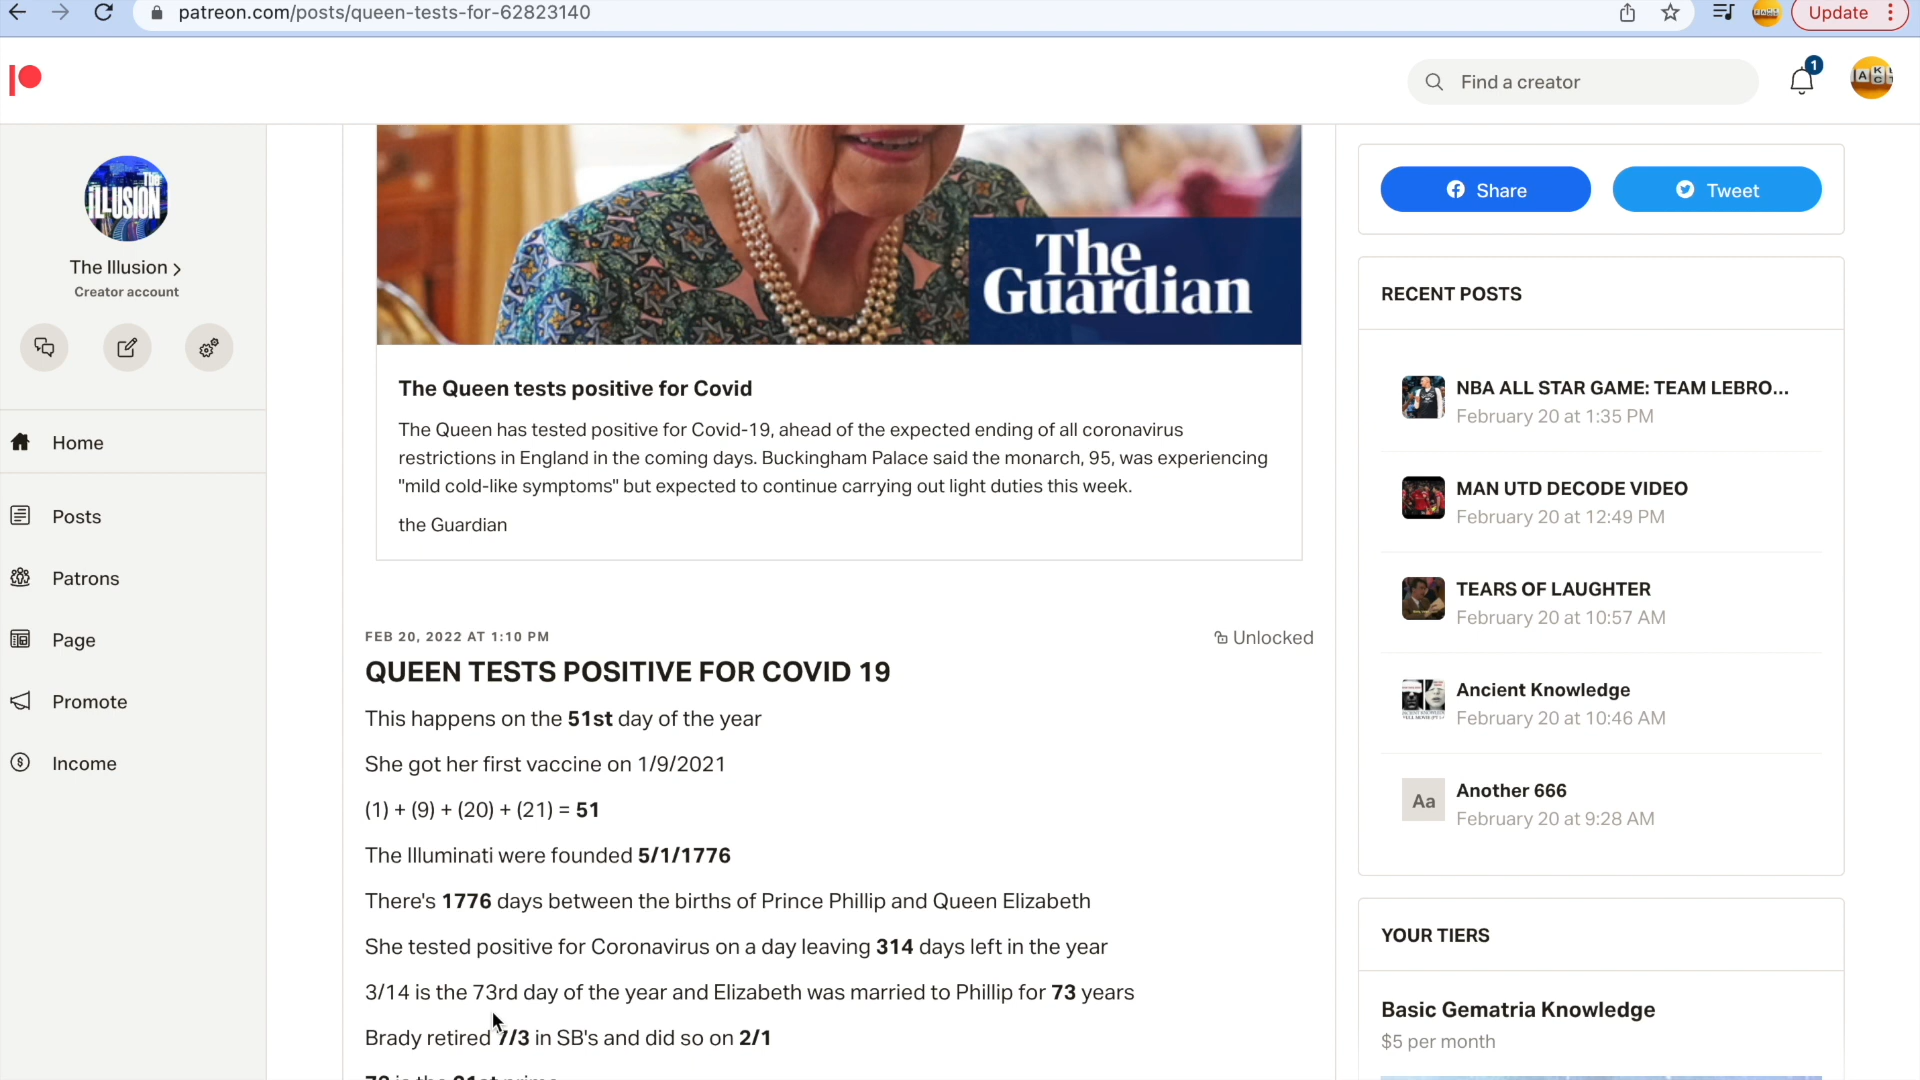 patreon.com/posts/queen-tests-for-62823140
Update
Find a creator
1
THE ILLUSION
The Illusion
Creator account
Home
Posts
Patrons
Page
Promote
Income
The
Guardian
The Queen tests positive for Covid
The Queen has tested positive for Covid-19, ahead of the expected ending of all coronavirus
restrictions in England in the coming days. Buckingham Palace said the monarch, 95, was experiencing
"mild cold-like symptoms" but expected to continue carrying out light duties this week.
the Guardian
FEB 20, 2022 AT 1:10 PM
Unlocked
QUEEN TESTS POSITIVE FOR COVID 19
This happens on the 51st day of the year
She got her first vaccine on 1/9/2021
(1) + (9) + (20) + (21) = 51
The Illuminati were founded 5/1/1776
There's 1776 days between the births of Prince Phillip and Queen Elizabeth
She tested positive for Coronavirus on a day leaving 314 days left in the year
3/14 is the 73rd day of the year and Elizabeth was married to Phillip for 73 years
Brady retired 7/3 in SB's and did so on 2/1
73 is the 21st prime
Share
Tweet
RECENT POSTS
NBA ALL STAR GAME: TEAM LEBRO...
February 20 at 1:35 PM
MAN UTD DECODE VIDEO
February 20 at 12:49 PM
TEARS OF LAUGHTER
February 20 at 10:57 AM
Ancient Knowledge
February 20 at 10:46 AM
Aa
Another 666
February 20 at 9:28 AM
YOUR TIERS
Basic Gematria Knowledge
$5 per month